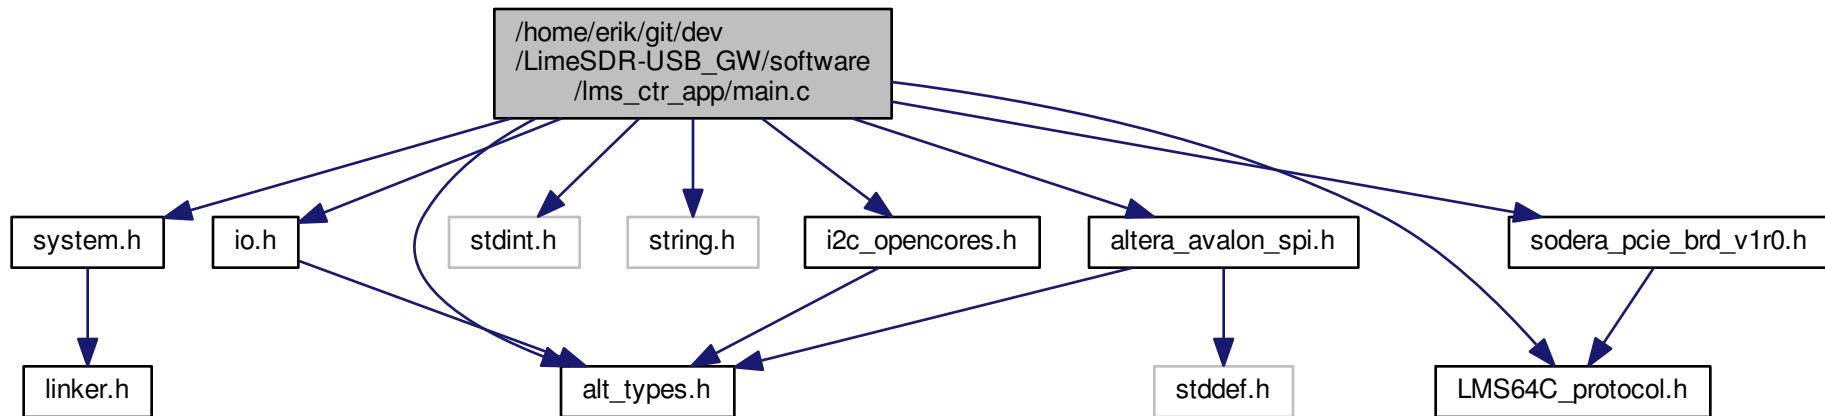 /home/erik/git/dev
/LimeSDR-USB_GW/software
/lms_ctr_app/main.c
system.h
io.h
stdint.h
string.h
i2c_opencores.h
altera_avalon_spi.h
sodera_pcie_brd_v1r0.h
linker.h
alt_types.h
stddef.h
LMS64C_protocol.h